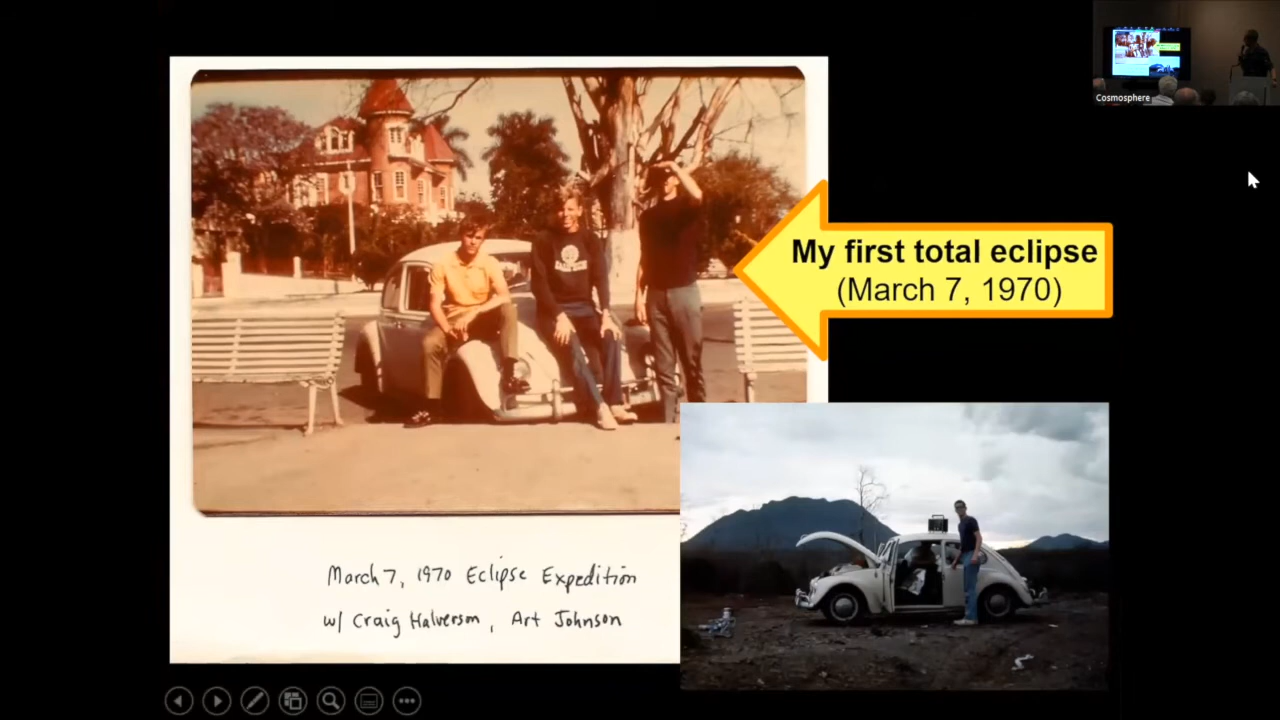 Cosmosphere
My first total eclipse
(March 7, 1970)
March 7, 1970 Eclipse Expedition
w/ Craig Halverson, Art Johnson